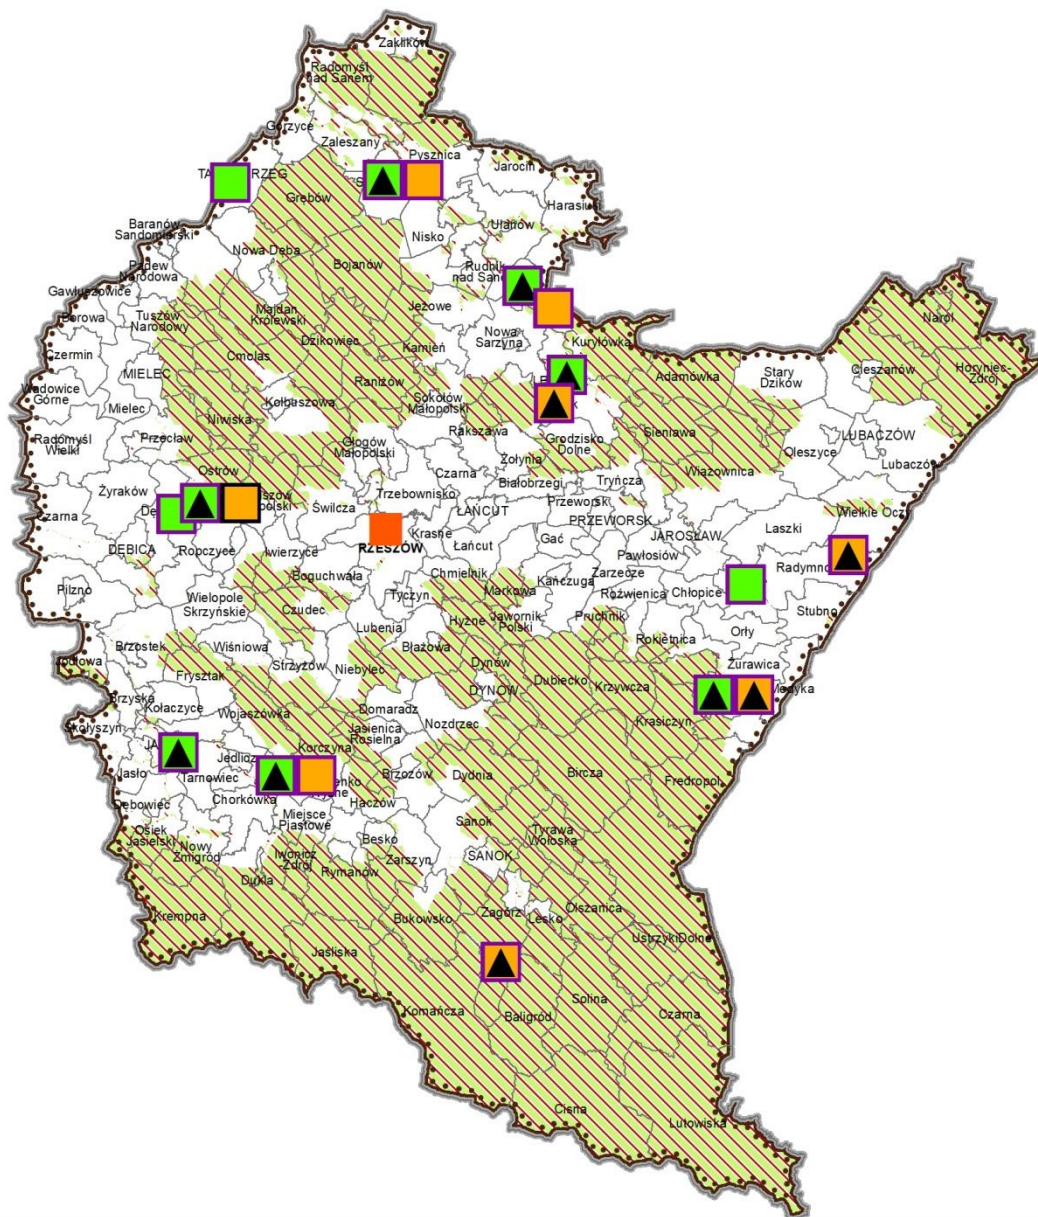 Zaklików
Radomyśl
nad Sanem
Gorzyce
Zaleszany
Pysznica
Jarocin
Harasiuki
Grębów
Ulanów
Baranów
Sandomierski
Nisko
Nowa Dęba
Bojanów
Padew
Narodowa
Rudnik
Gawłuszowice
Borowa
Tuszów
Narodowy
Majdan
Królewski
Jeżowe
Nowa
Sarzyna
Kuryłówka
Narol
Czermin
Dzikowiec
Kamień
Cmolas
Adamówka
Stary
Dzików
Cieszanów
Horyniec-
Zdrój
MIELEC
Wadowice
Górne
Raniżów
Kolbuszowa
Sokołów
Małopolski
Mielec
Niwiska
Rakszawa
Grodzisko
Dolne
Sieniawa
LUBACZÓW
Radomyśl
Wielki
Przecław
Głogów
Małopolski
Oleszyce
Lubaczów
Ostrów
Żołynia
Czarna
Białobrzegi
Tryńcza
Wiązownica
Żyraków
Trzebownisko
Przeworsk
Świlcza
ŁAŃCUT
Wielkie Oczy
Czarna
Krasne
PRZEWORSK
Laszki
RZESZÓW
Łańcut
Gać
JAROSŁAW
DĘBICA
Ropczyce
Iwierzyce
Pawłosiów
Radymno
Boguchwała
Chmielnik
Kańczuga
Zarzecze
Pilzno
Wielopole
Skrzyńskie
Tyczyn
Markowa
Roźwienica
Chłopice
Czudec
Stubno
Hyżne
Jawornik
Polski
Pruchnik
Lubenia
Orły
Brzostek
Wiśniowa
Błażowa
Rokietnica
Strzyżów
Niebylec
Dynów
Żurawica
Frysztak
DYNÓW
Dubiecko
Krzywcza
Brzyska
Kołaczyce
Wojaszówka
Domaradz
Krasiczyn
Skołyszyn
Jasienica
Rosielna
Nozdrzec
Korczyna
Jasło
Tarnowiec
Brzozów
Dydnia
Bircza
Fredropol
Dębowiec
Chorkówka
Haczów
Miejsce
Piastowe
Osiek
Jasielski
Nowy
Żmigród
Sanok
Tyrawa
Wołoska
Besko
Iwonicz
-Zdrój
Zarszyn
SANOK
Dukla
Rymanów
Krempna
Bukowsko
Zagórz
Lesko
Olszanica
Jaśliska
UstrzykiDolne
Komańcza
Solina
Baligród
Czarna
Cisna
Lutowiska